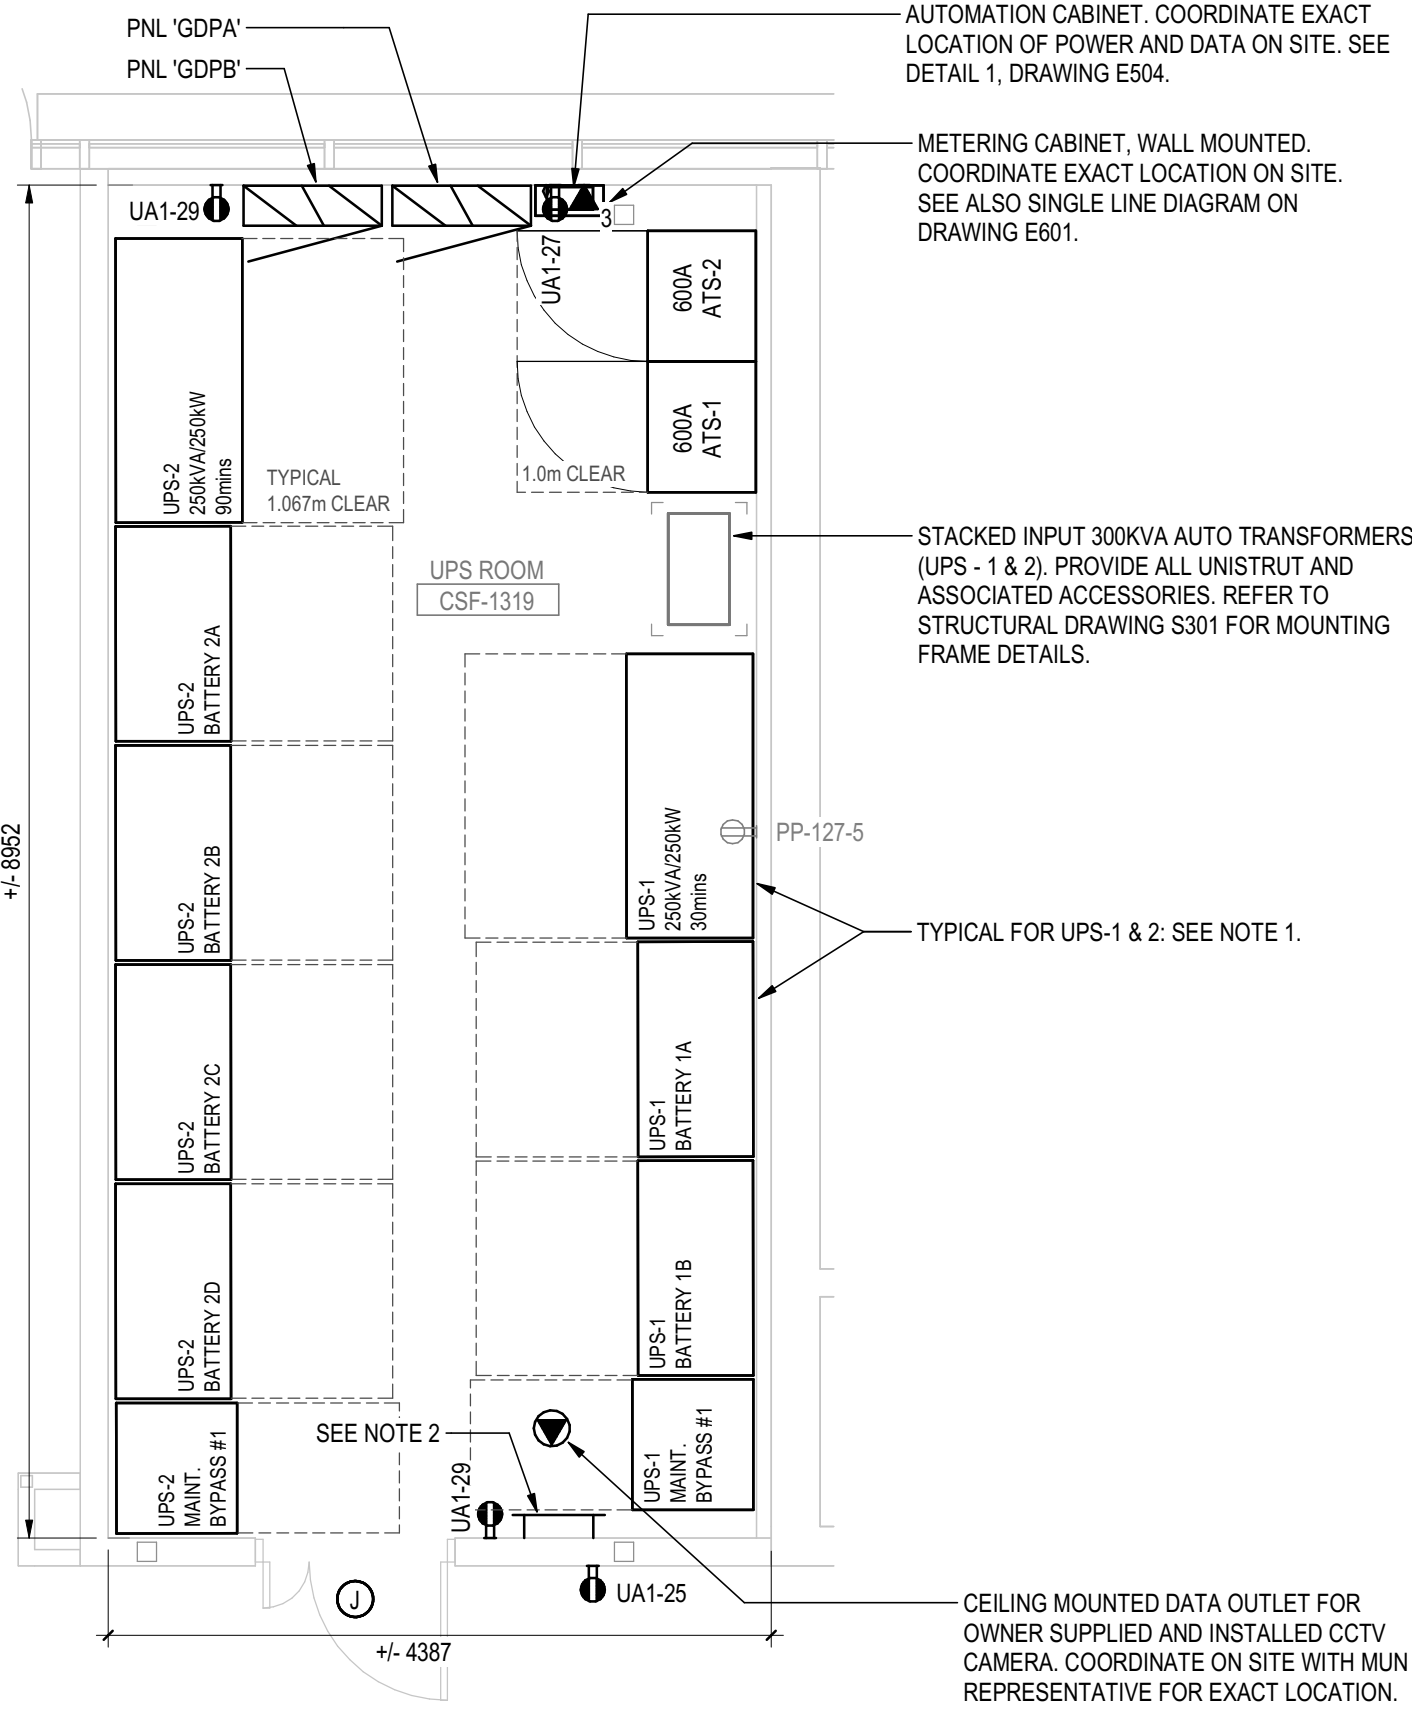 PNL 'GDPA'
PNL 'GDPB'
AUTOMATION CABINET. COORDINATE EXACT
LOCATION OF POWER AND DATA ON SITE. SEE
DETAIL 1, DRAWING E504.
METERING CABINET, WALL MOUNTED.
COORDINATE EXACT LOCATION ON SITE.
SEE ALSO SINGLE LINE DIAGRAM ON
DRAWING E601.
UA1-29
3
UA1-27
600A
ATS-2
600A
ATS-1
UPS-2
250kVA/250kW
90mins
TYPICAL
1.067m CLEAR
1.0m CLEAR
STACKED INPUT 300KVA AUTO TRANSFORMERS
(UPS - 1 & 2). PROVIDE ALL UNISTRUT AND
ASSOCIATED ACCESSORIES. REFER TO
STRUCTURAL DRAWING S301 FOR MOUNTING
FRAME DETAILS.
UPS ROOM
CSF-1319
UPS-2
BATTERY 2A
+/- 8952
UPS-2
BATTERY 2B
UPS-1
250kVA/250kW
30mins
PP-127-5
TYPICAL FOR UPS-1 & 2: SEE NOTE 1.
UPS-2
BATTERY 2C
UPS-1
BATTERY 1A
UPS-2
BATTERY 2D
UPS-1
BATTERY 1B
UPS-2
MAINT.
BYPASS #1
SEE NOTE 2
UA1-29
UPS-1
MAINT.
BYPASS #1
UA1-25
J
+/- 4387
CEILING MOUNTED DATA OUTLET FOR
OWNER SUPPLIED AND INSTALLED CCTV
CAMERA. COORDINATE ON SITE WITH MUN
REPRESENTATIVE FOR EXACT LOCATION.